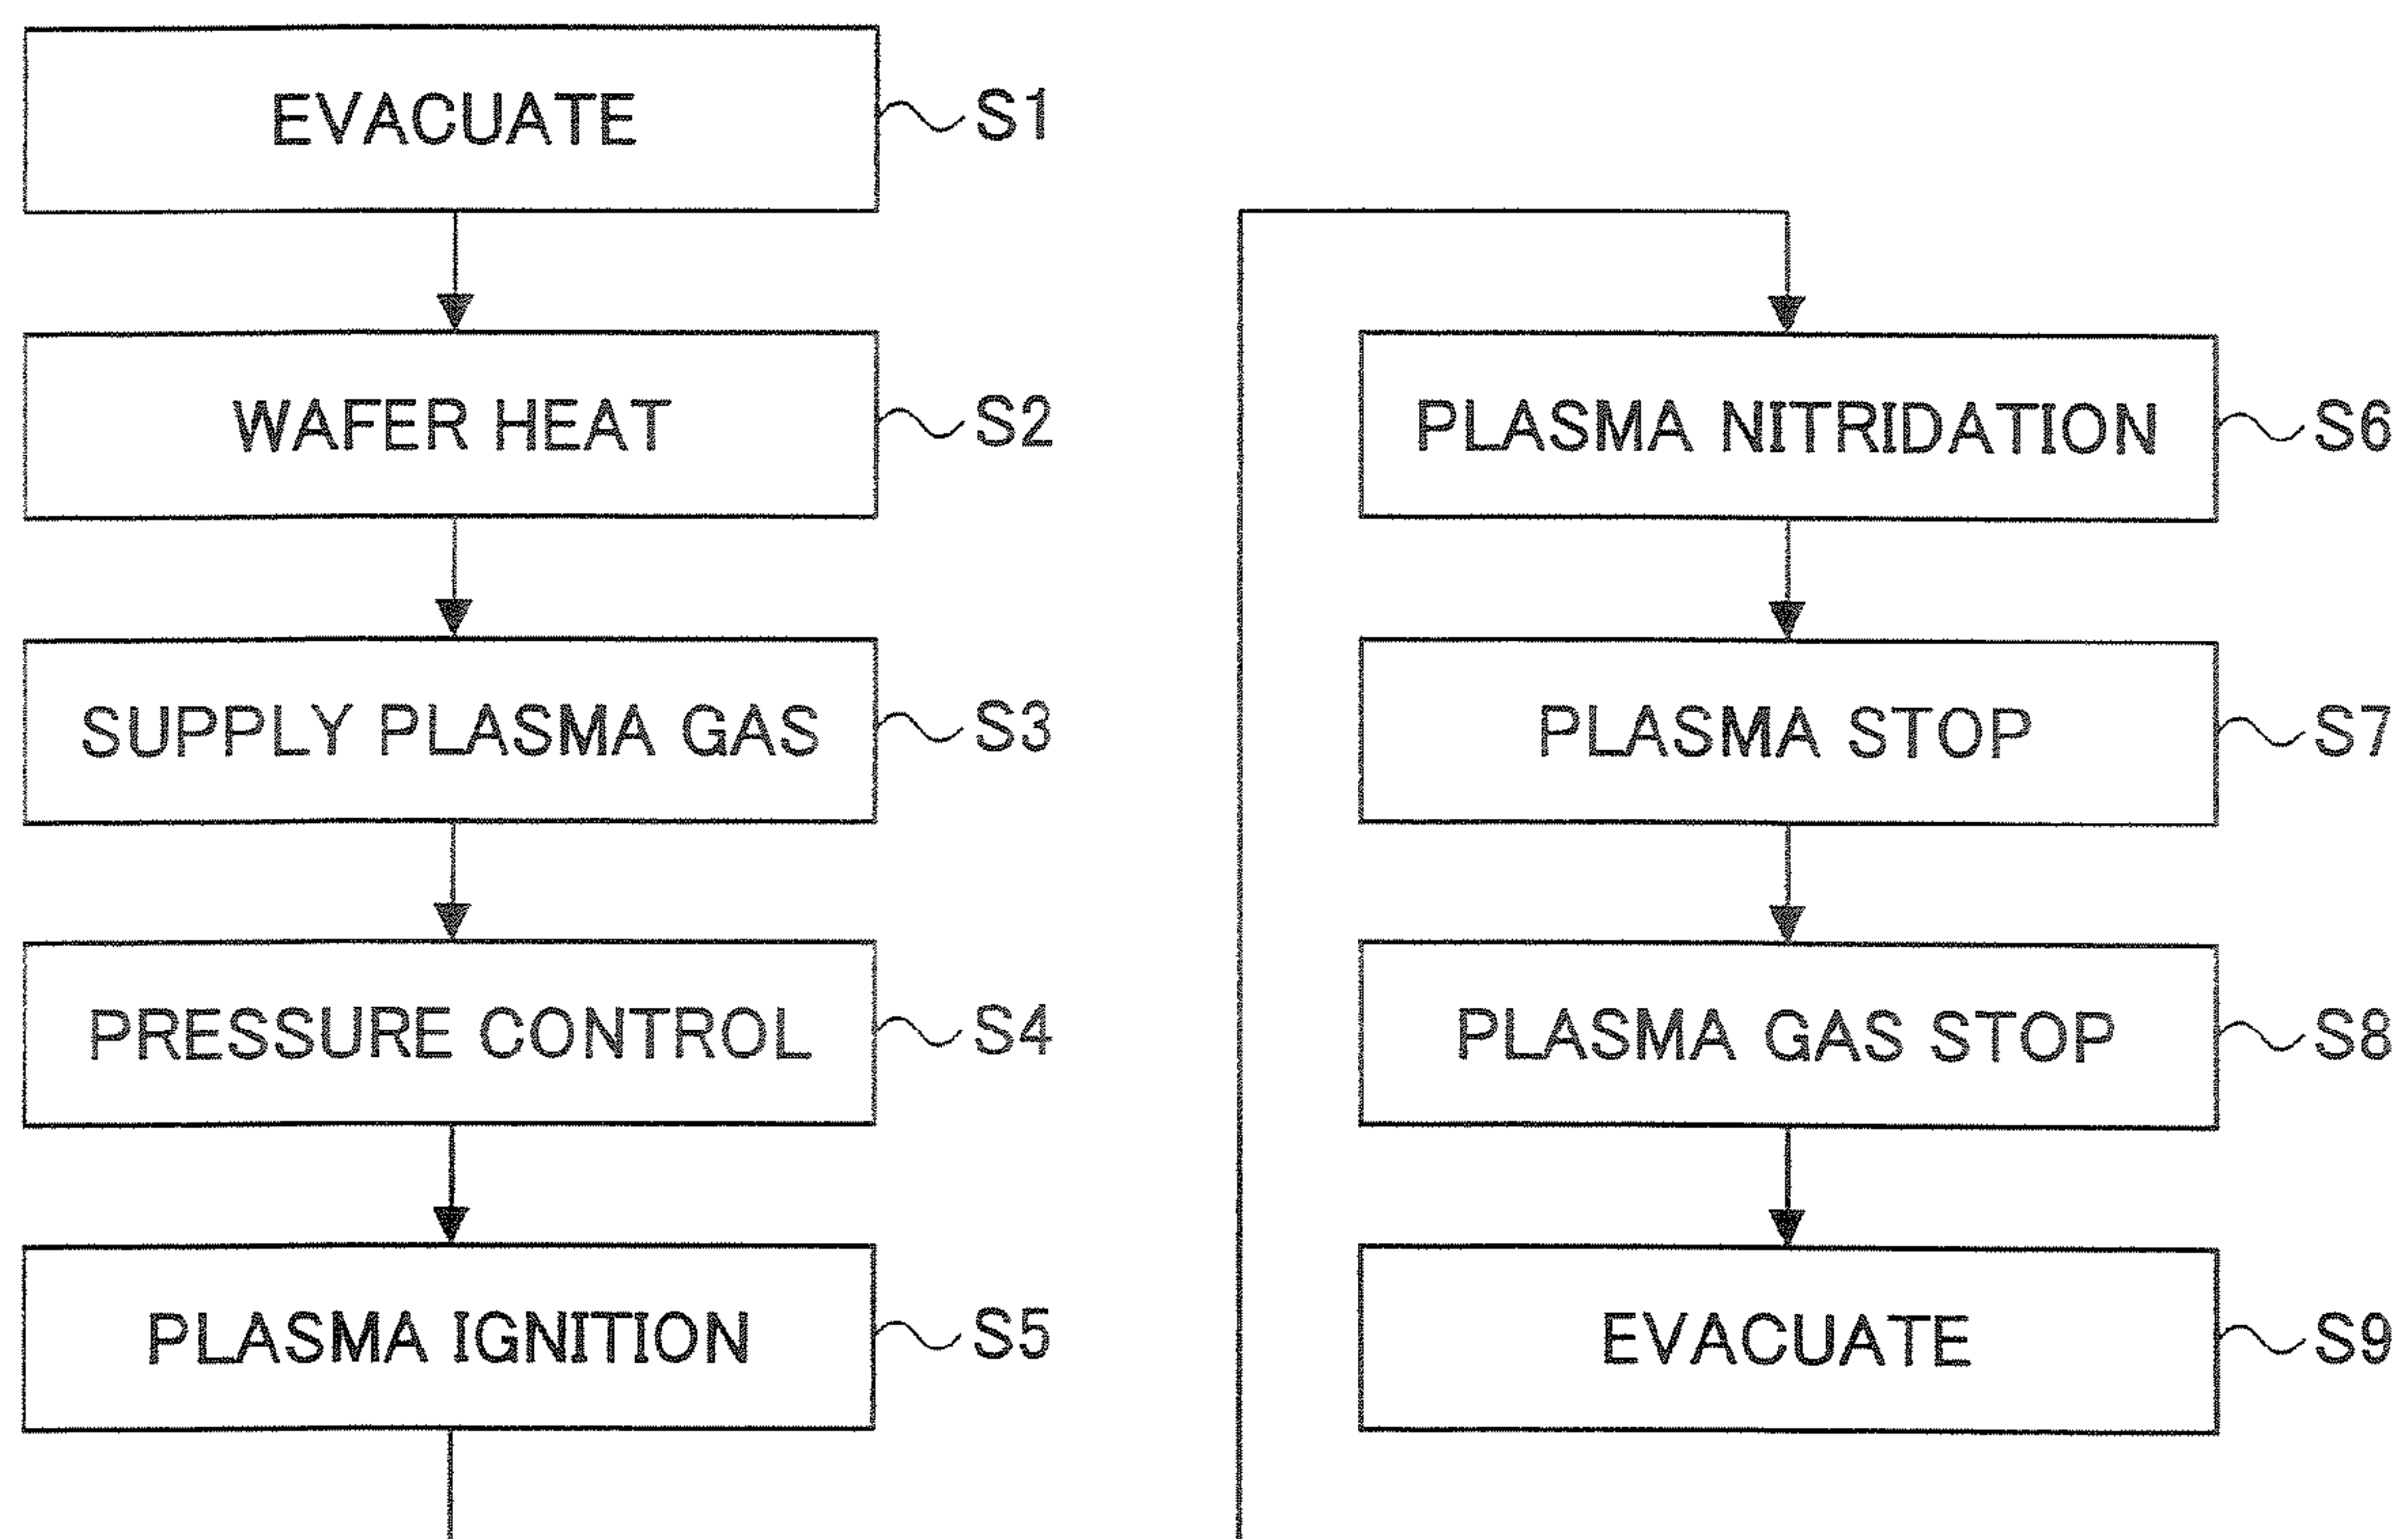 EVACUATE S1
WAFER HEAT S2
SUPPLY PLASMA GAS S3
PRESSURE CONTROL S4
PLASMA IGNITION S5
PLASMA NITRIDATION S6
PLASMA STOP S7
PLASMA GAS STOP S8
EVACUATE S9